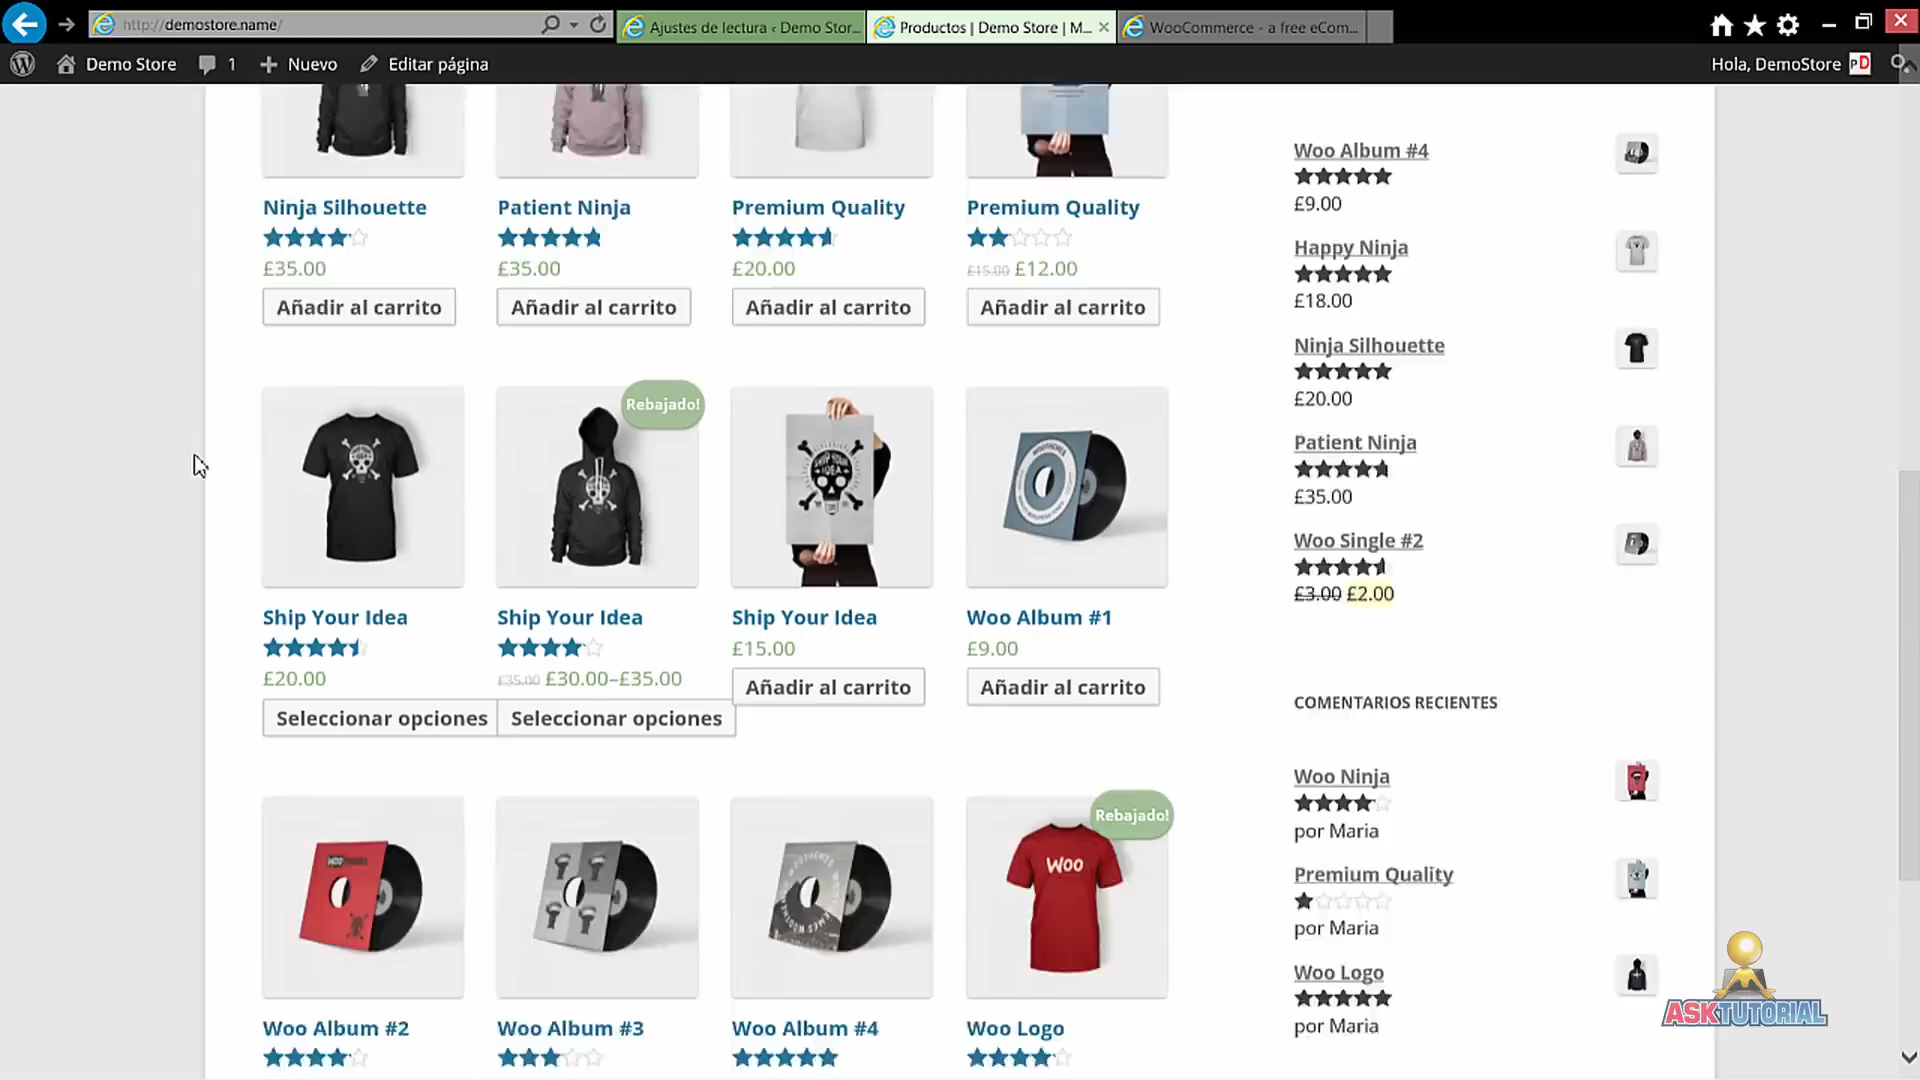 http://demostore.name/
Ajustes de lectura ‹ Demo Stor...
Productos | Demo Store | M...
WooCommerce - a free eCom...
Demo Store
1
Nuevo
Editar página
Hola, DemoStore
Ninja Silhouette
Patient Ninja
Premium Quality
Premium Quality
£35.00
£35.00
£20.00
£15.00 £12.00
Añadir al carrito
Añadir al carrito
Añadir al carrito
Añadir al carrito
Rebajado!
SHIP YOUR
IDEA
Ship Your Idea
Ship Your Idea
Ship Your Idea
Woo Album #1
£20.00
£35.00 £30.00–£35.00
£15.00
£9.00
Seleccionar opciones
Seleccionar opciones
Añadir al carrito
Añadir al carrito
Rebajado!
WOO
Woo Album #2
Woo Album #3
Woo Album #4
Woo Logo
Woo Album #4
£9.00
Happy Ninja
£18.00
Ninja Silhouette
£20.00
Patient Ninja
£35.00
Woo Single #2
£3.00 £2.00
COMENTARIOS RECIENTES
Woo Ninja
por Maria
Premium Quality
por Maria
Woo Logo
por Maria
ASKTUTORIAL